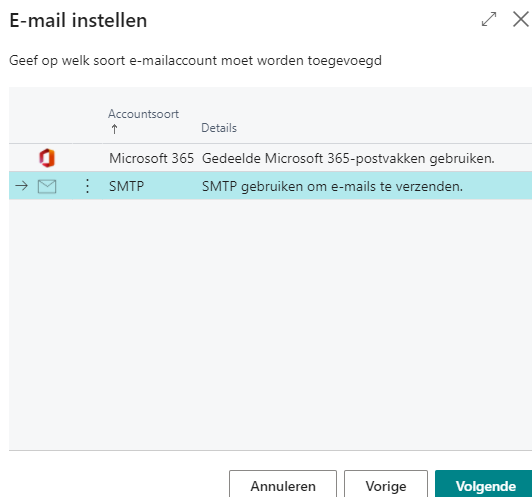 E-mail instellen
Geef op welk soort e-mailaccount moet worden toegevoegd
Accountsoort
↑ Details
Microsoft 365 Gedeelde Microsoft 365-postvakken gebruiken.
→ ⋮ SMTP SMTP gebruiken om e-mails te verzenden.
Annuleren Vorige Volgende